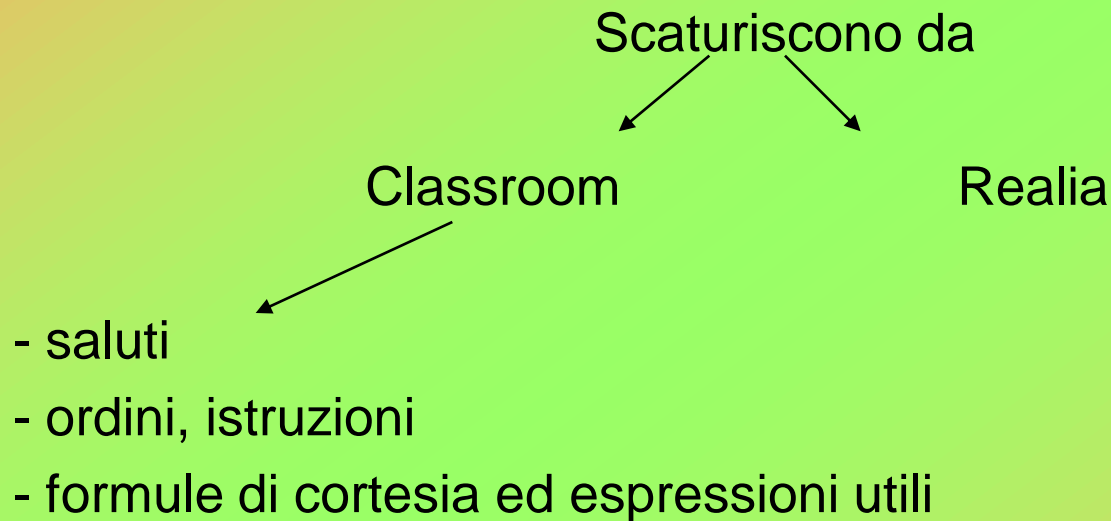 Scaturiscono da
Classroom Realia
- saluti
- ordini, istruzioni
- formule di cortesia ed espressioni utili